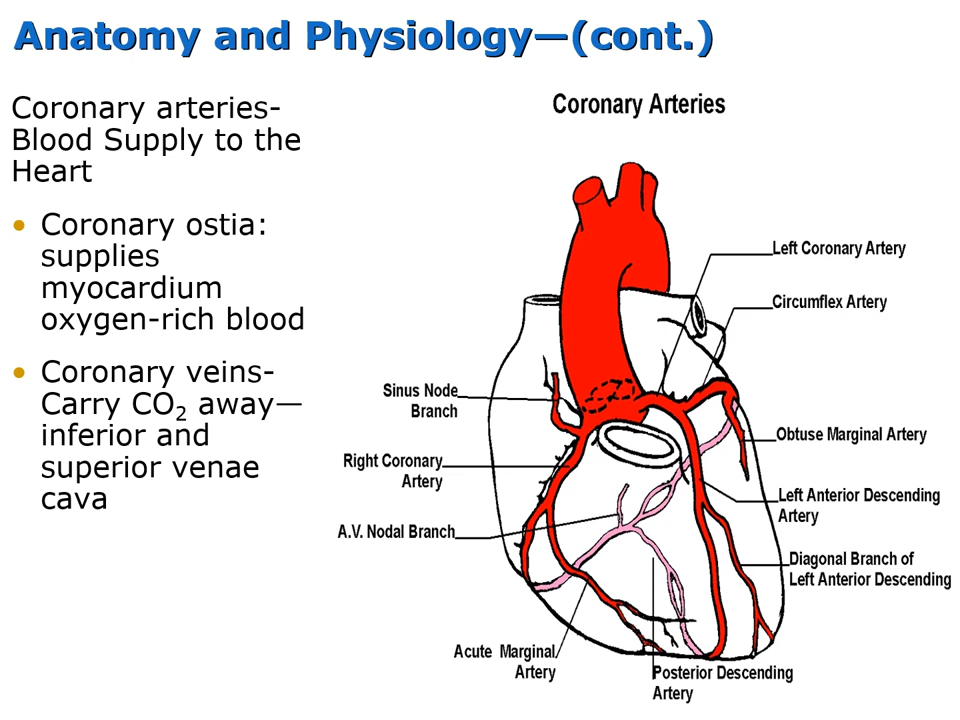 Anatomy and Physiology—(cont.)
Coronary arteries-
Blood Supply to the
Heart
• Coronary ostia:
supplies
myocardium
oxygen-rich blood
• Coronary veins-
Carry CO₂ away—
inferior and
superior venae
cava
Coronary Arteries
Left Coronary Artery
Circumflex Artery
Sinus Node
Branch
Obtuse Marginal Artery
Right Coronary
Artery
Left Anterior Descending
Artery
A.V. Nodal Branch
Diagonal Branch of
Left Anterior Descending
Acute Marginal
Artery
Posterior Descending
Artery